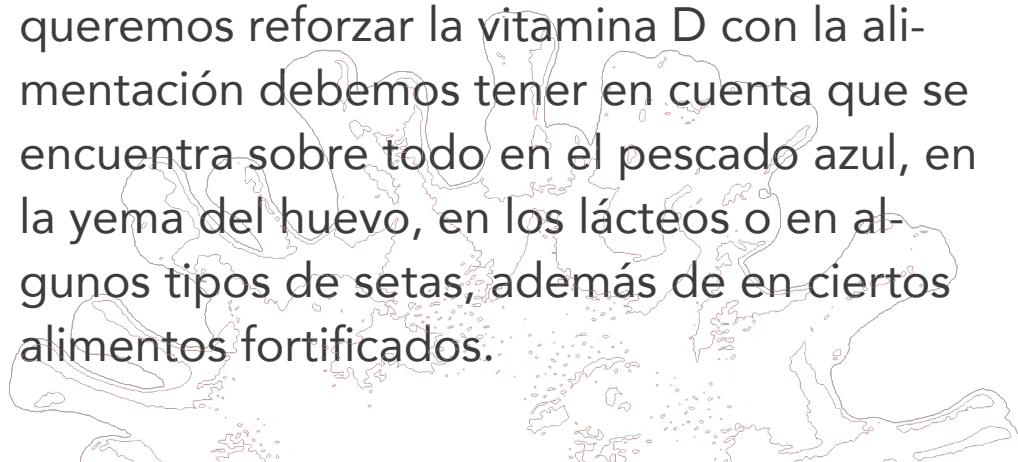 queremos reforzar la vitamina D con la ali-
mentación debemos tener en cuenta que se
encuentra sobre todo en el pescado azul, en
la yema del huevo, en los lácteos o en al-
gunos tipos de setas, además de en ciertos
alimentos fortificados.